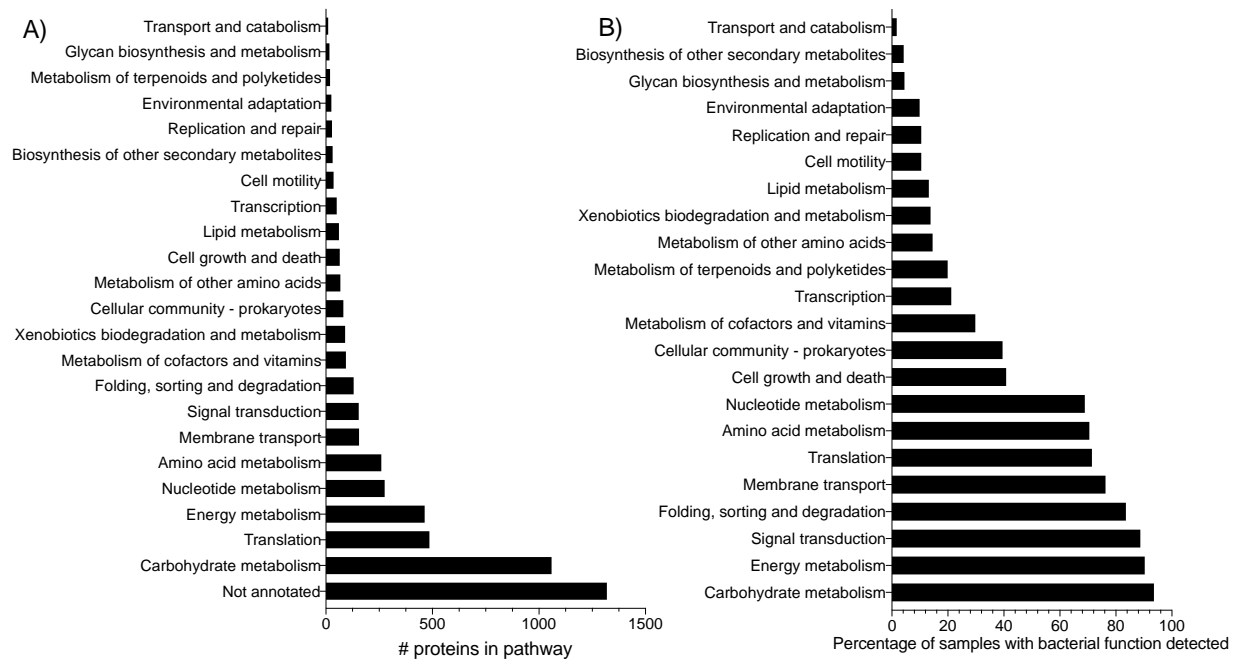 A)
Transport and catabolism
Glycan biosynthesis and metabolism
Metabolism of terpenoids and polyketides
Environmental adaptation
Replication and repair
Biosynthesis of other secondary metabolites
Cell motility
Transcription
Lipid metabolism
Cell growth and death
Metabolism of other amino acids
Cellular community - prokaryotes
Xenobiotics biodegradation and metabolism
Metabolism of cofactors and vitamins
Folding, sorting and degradation
Signal transduction
Membrane transport
Amino acid metabolism
Nucleotide metabolism
Energy metabolism
Translation
Carbohydrate metabolism
Not annotated
0 500 1000 1500
# proteins in pathway
B)
Transport and catabolism
Biosynthesis of other secondary metabolites
Glycan biosynthesis and metabolism
Environmental adaptation
Replication and repair
Cell motility
Lipid metabolism
Xenobiotics biodegradation and metabolism
Metabolism of other amino acids
Metabolism of terpenoids and polyketides
Transcription
Metabolism of cofactors and vitamins
Cellular community - prokaryotes
Cell growth and death
Nucleotide metabolism
Amino acid metabolism
Translation
Membrane transport
Folding, sorting and degradation
Signal transduction
Energy metabolism
Carbohydrate metabolism
0 20 40 60 80 100
Percentage of samples with bacterial function detected